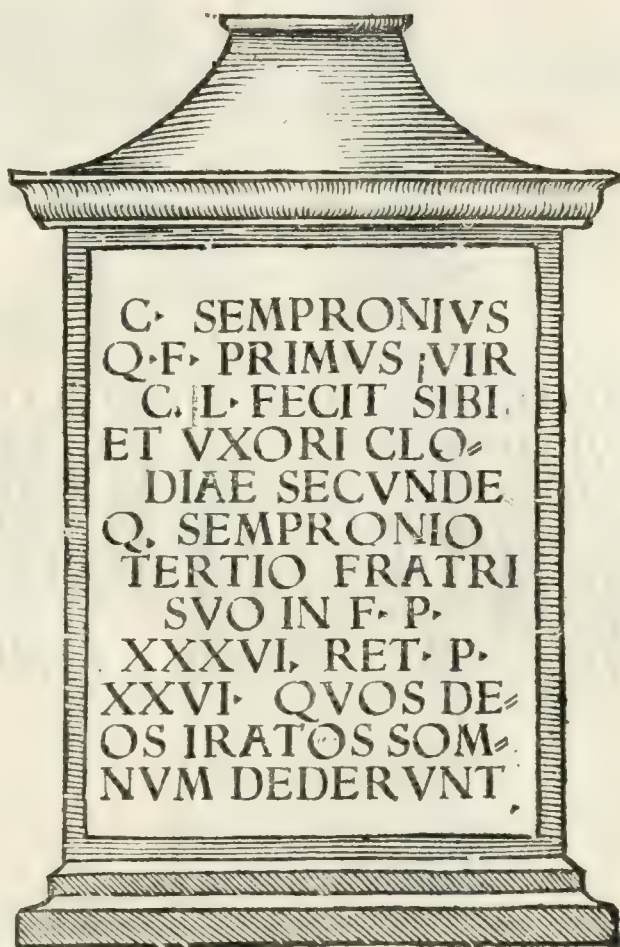 C· SEMPRONIVS
Q·F· PRIMVS IVIR
C. L· FECIT SIBI.
ET VXORI CLO=
DIAE SECVNDE
Q. SEMPRONIO
TERTIO FRATRI
SVO IN F· P·
XXXVI, RET· P·
XXVI· QVOS DE=
OS IRATOS SOM=
NVM DEDERVNT